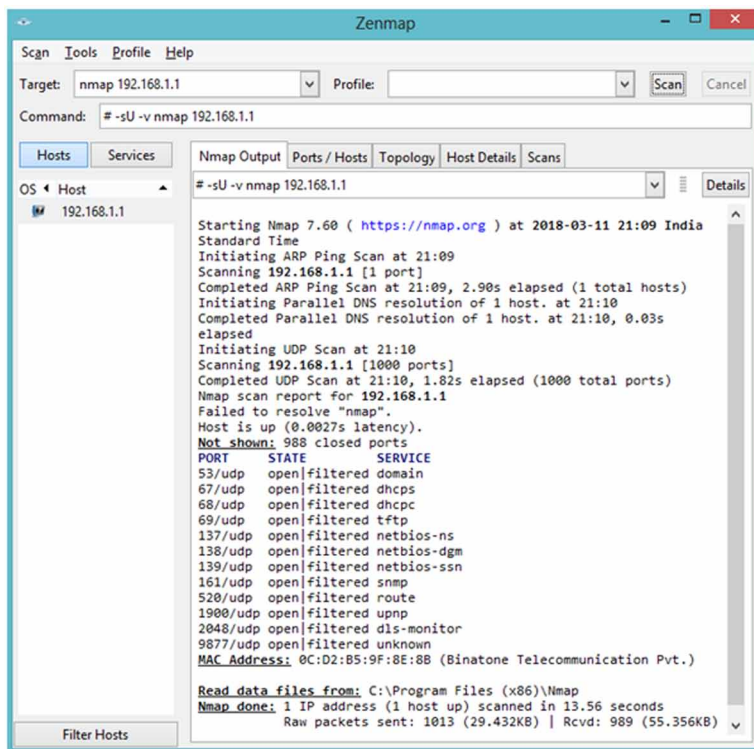 Zenmap
Scan Tools Profile Help
Target: nmap 192.168.1.1 Profile: Scan Cancel
Command: # -sU -v nmap 192.168.1.1
Hosts Services
OS Host
192.168.1.1
Filter Hosts
Nmap Output Ports / Hosts Topology Host Details Scans
# -sU -v nmap 192.168.1.1 Details
Starting Nmap 7.60 ( https://nmap.org ) at 2018-03-11 21:09 India
Standard Time
Initiating ARP Ping Scan at 21:09
Scanning 192.168.1.1 [1 port]
Completed ARP Ping Scan at 21:09, 2.90s elapsed (1 total hosts)
Initiating Parallel DNS resolution of 1 host. at 21:10
Completed Parallel DNS resolution of 1 host. at 21:10, 0.03s
elapsed
Initiating UDP Scan at 21:10
Scanning 192.168.1.1 [1000 ports]
Completed UDP Scan at 21:10, 1.82s elapsed (1000 total ports)
Nmap scan report for 192.168.1.1
Failed to resolve "nmap".
Host is up (0.0027s latency).
Not shown: 988 closed ports
PORT STATE SERVICE
53/udp open|filtered domain
67/udp open|filtered dhcps
68/udp open|filtered dhcpc
69/udp open|filtered tftp
137/udp open|filtered netbios-ns
138/udp open|filtered netbios-dgm
139/udp open|filtered netbios-ssn
161/udp open|filtered snmp
520/udp open|filtered route
1900/udp open|filtered upnp
2048/udp open|filtered dls-monitor
9877/udp open|filtered unknown
MAC Address: 0C:D2:B5:9F:8E:8B (Binatone Telecommunication Pvt.)
Read data files from: C:\Program Files (x86)\Nmap
Nmap done: 1 IP address (1 host up) scanned in 13.56 seconds
Raw packets sent: 1013 (29.432KB) | Rcvd: 989 (55.356KB)